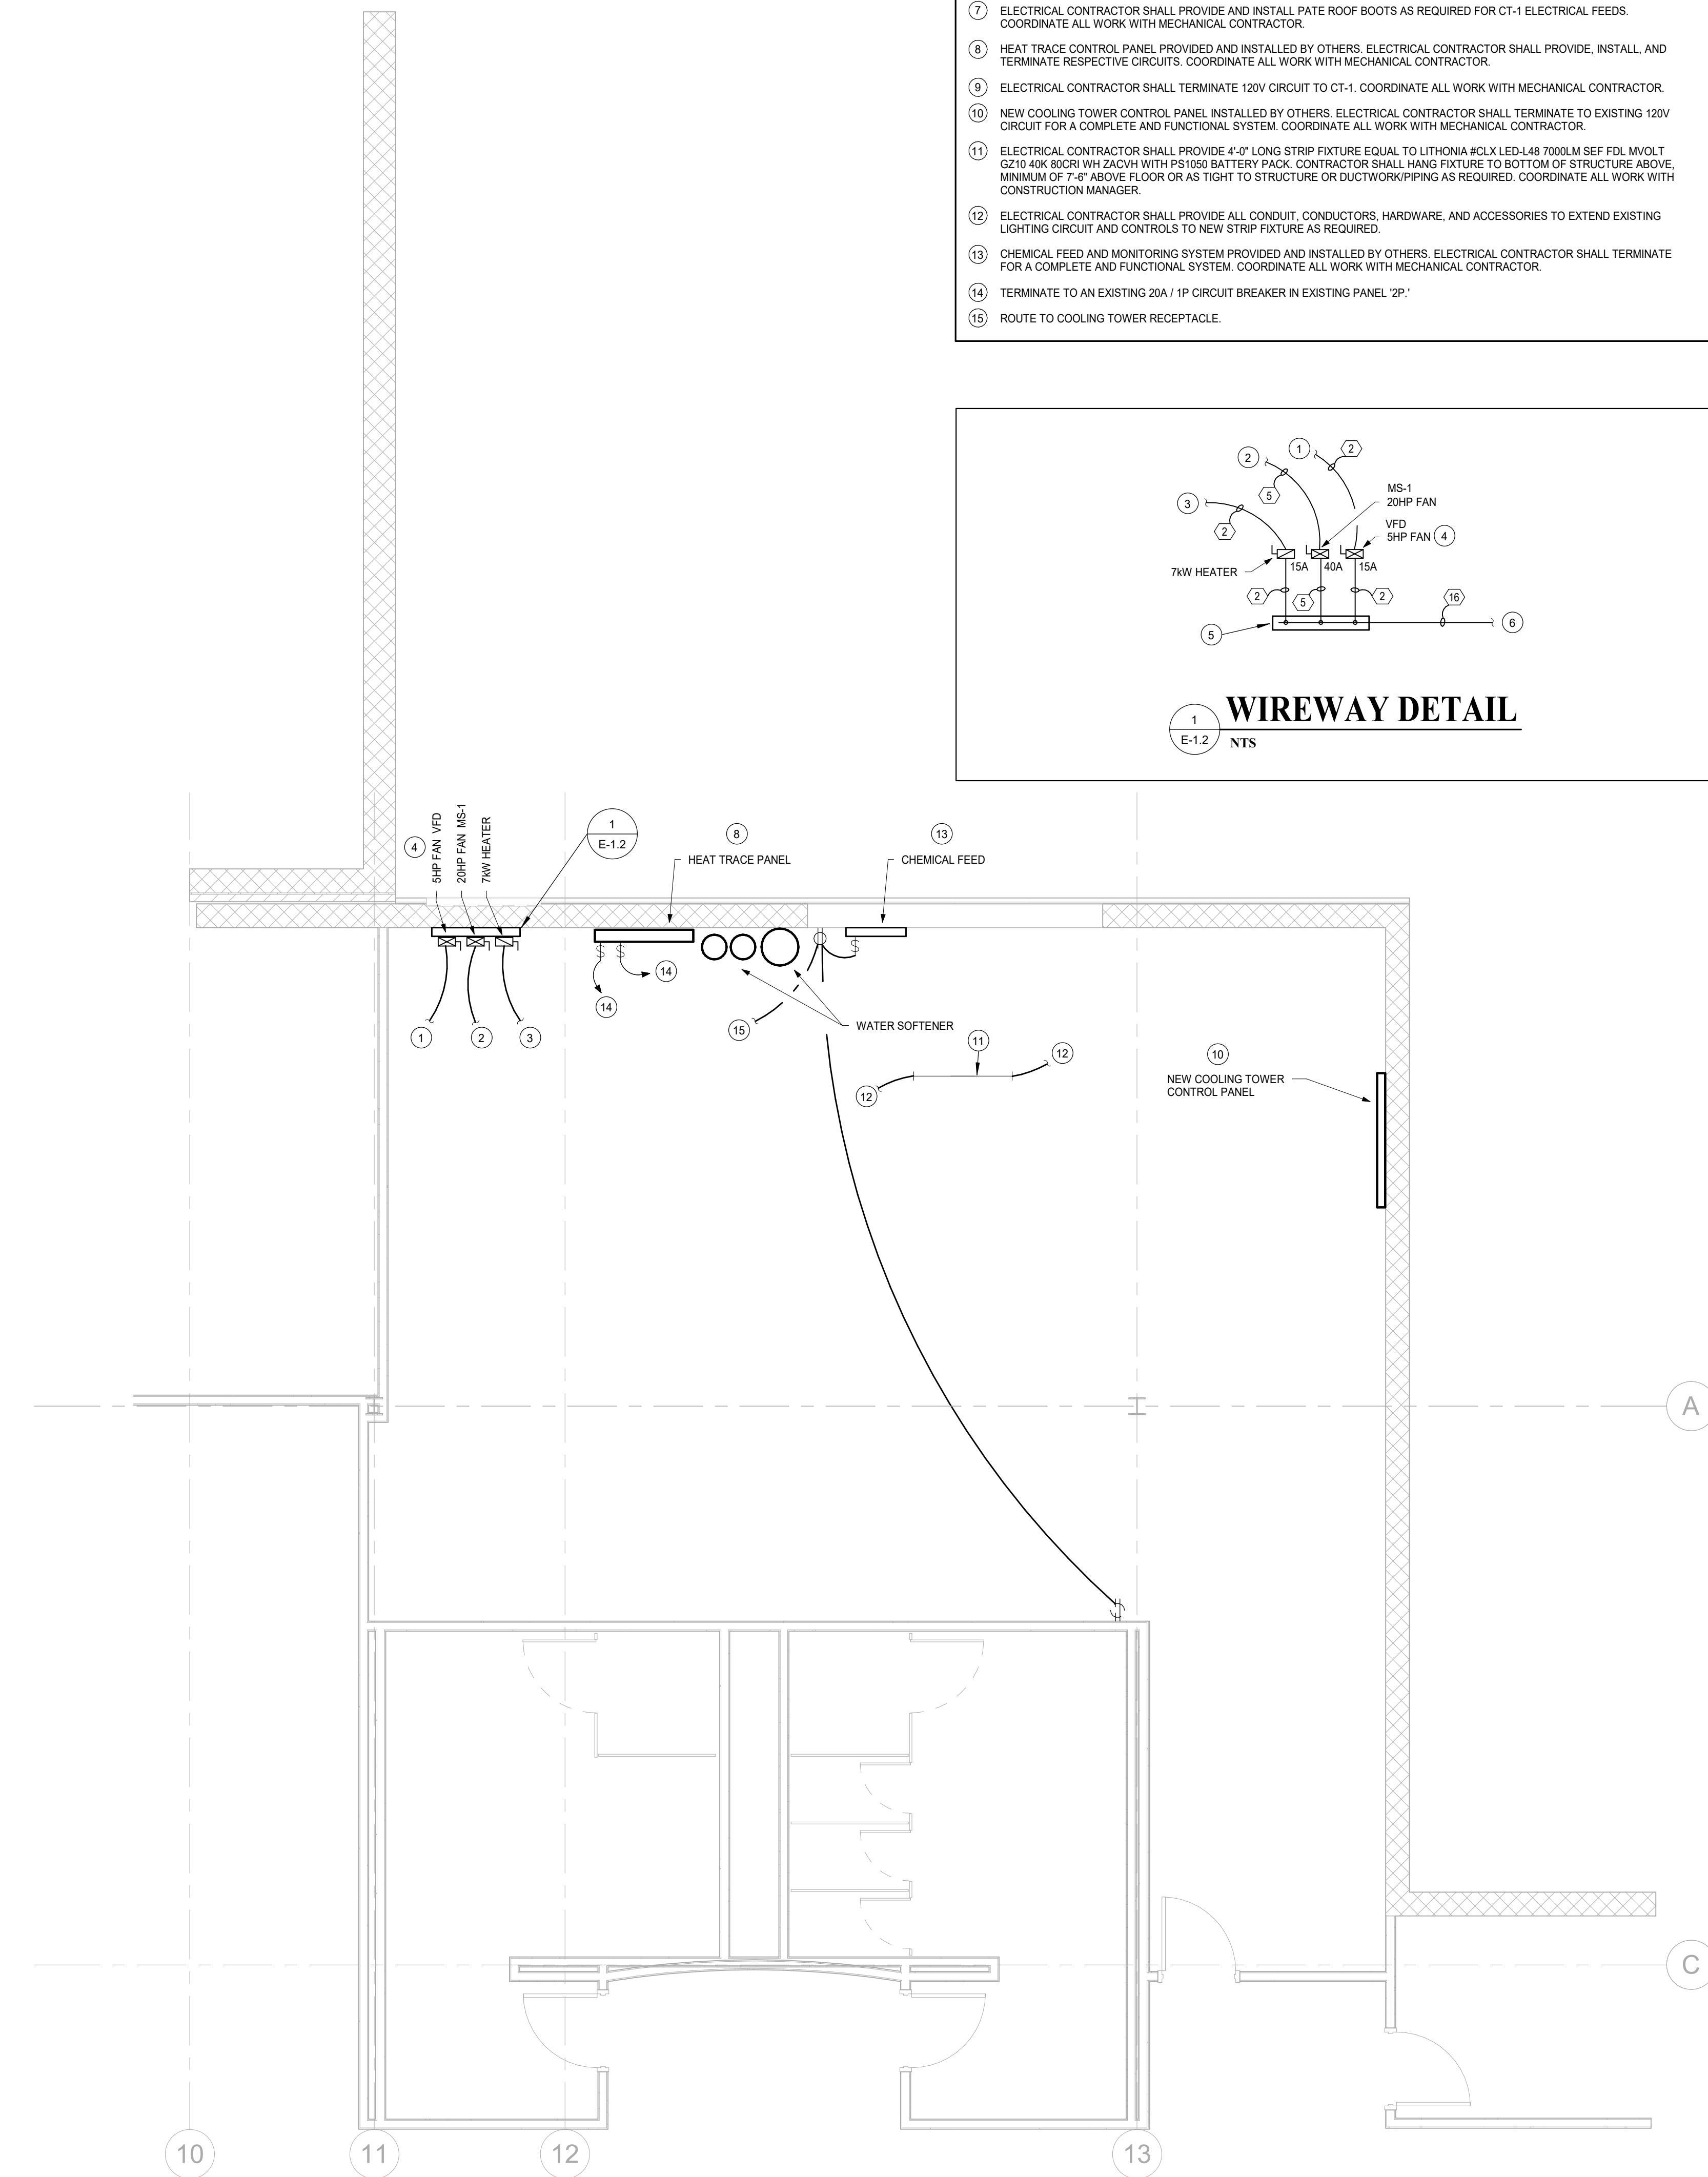 7 ELECTRICAL CONTRACTOR SHALL PROVIDE AND INSTALL PATE ROOF BOOTS AS REQUIRED FOR CT-1 ELECTRICAL FEEDS.
COORDINATE ALL WORK WITH MECHANICAL CONTRACTOR.
8 HEAT TRACE CONTROL PANEL PROVIDED AND INSTALLED BY OTHERS. ELECTRICAL CONTRACTOR SHALL PROVIDE, INSTALL, AND
TERMINATE RESPECTIVE CIRCUITS. COORDINATE ALL WORK WITH MECHANICAL CONTRACTOR.
9 ELECTRICAL CONTRACTOR SHALL TERMINATE 120V CIRCUIT TO CT-1. COORDINATE ALL WORK WITH MECHANICAL CONTRACTOR.
10 NEW COOLING TOWER CONTROL PANEL INSTALLED BY OTHERS. ELECTRICAL CONTRACTOR SHALL TERMINATE TO EXISTING 120V
CIRCUIT FOR A COMPLETE AND FUNCTIONAL SYSTEM. COORDINATE ALL WORK WITH MECHANICAL CONTRACTOR.
11 ELECTRICAL CONTRACTOR SHALL PROVIDE 4'-0" LONG STRIP FIXTURE EQUAL TO LITHONIA #CLX LED-L48 7000LM SEF FDL MVOLT
GZ10 40K 80CRI WH ZACVH WITH PS1050 BATTERY PACK. CONTRACTOR SHALL HANG FIXTURE TO BOTTOM OF STRUCTURE ABOVE,
MINIMUM OF 7'-6" ABOVE FLOOR OR AS TIGHT TO STRUCTURE OR DUCTWORK/PIPING AS REQUIRED. COORDINATE ALL WORK WITH
CONSTRUCTION MANAGER.
12 ELECTRICAL CONTRACTOR SHALL PROVIDE ALL CONDUIT, CONDUCTORS, HARDWARE, AND ACCESSORIES TO EXTEND EXISTING
LIGHTING CIRCUIT AND CONTROLS TO NEW STRIP FIXTURE AS REQUIRED.
13 CHEMICAL FEED AND MONITORING SYSTEM PROVIDED AND INSTALLED BY OTHERS. ELECTRICAL CONTRACTOR SHALL TERMINATE
FOR A COMPLETE AND FUNCTIONAL SYSTEM. COORDINATE ALL WORK WITH MECHANICAL CONTRACTOR.
14 TERMINATE TO AN EXISTING 20A / 1P CIRCUIT BREAKER IN EXISTING PANEL '2P.'
15 ROUTE TO COOLING TOWER RECEPTACLE.
2 1 2
3 5 2
MS-1
20HP FAN
VFD
5HP FAN 4
7kW HEATER 15A 40A 15A
2 5 2 16
5 6
1
E-1.2
WIREWAY DETAIL
NTS
4
5HP FAN VFD
20HP FAN MS-1
7kW HEATER
1
E-1.2
8
HEAT TRACE PANEL
13
CHEMICAL FEED
$ $ $
14
14
1 2 3
15
WATER SOFTENER
11
12
12
10
NEW COOLING TOWER
CONTROL PANEL
A
C
10 11 12 13